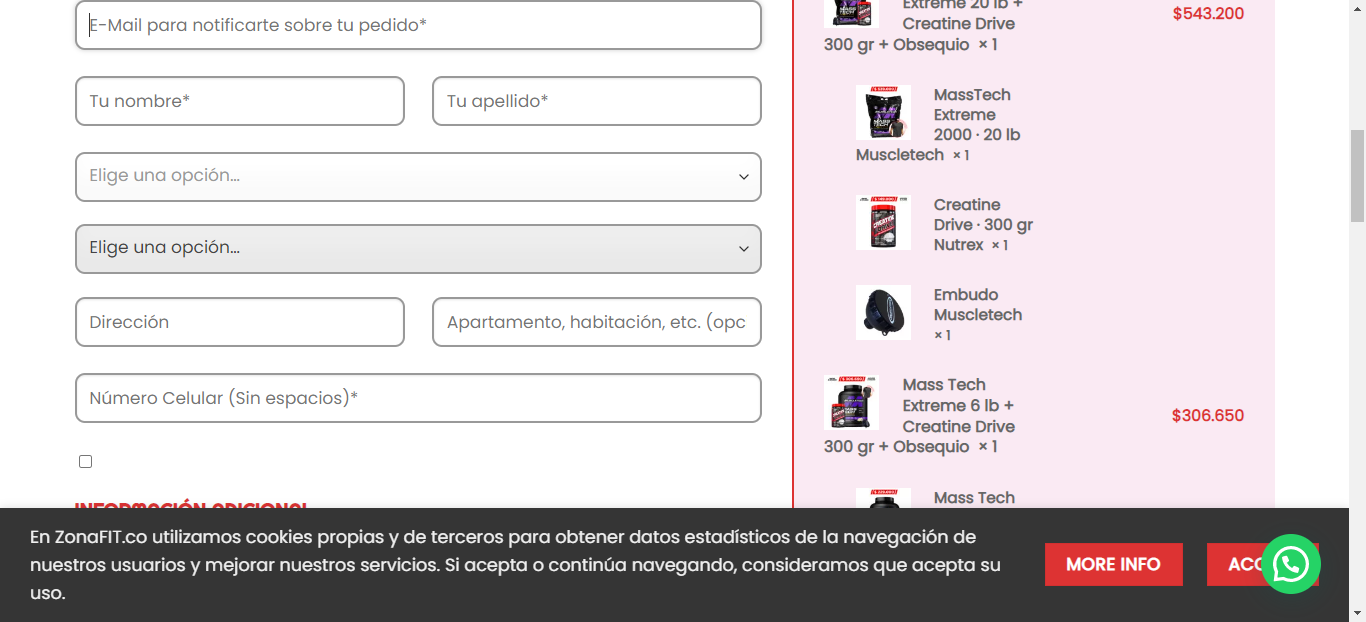 E-Mail para notificarte sobre tu pedido*
Tu nombre*
Tu apellido*
Elige una opción...
Elige una opción...
Dirección
Apartamento, habitación, etc. (opc
Número Celular (Sin espacios)*
INFORMACIÓN ADICIONAL
Extreme 20 lb +
Creatine Drive
300 gr + Obsequio × 1
$543.200
MassTech
Extreme
2000 · 20 lb
Muscletech × 1
Creatine
Drive · 300 gr
Nutrex × 1
Embudo
Muscletech
× 1
Mass Tech
Extreme 6 lb +
Creatine Drive
300 gr + Obsequio × 1
$306.650
Mass Tech
En ZonaFIT.co utilizamos cookies propias y de terceros para obtener datos estadísticos de la navegación de
nuestros usuarios y mejorar nuestros servicios. Si acepta o continúa navegando, consideramos que acepta su
uso.
MORE INFO